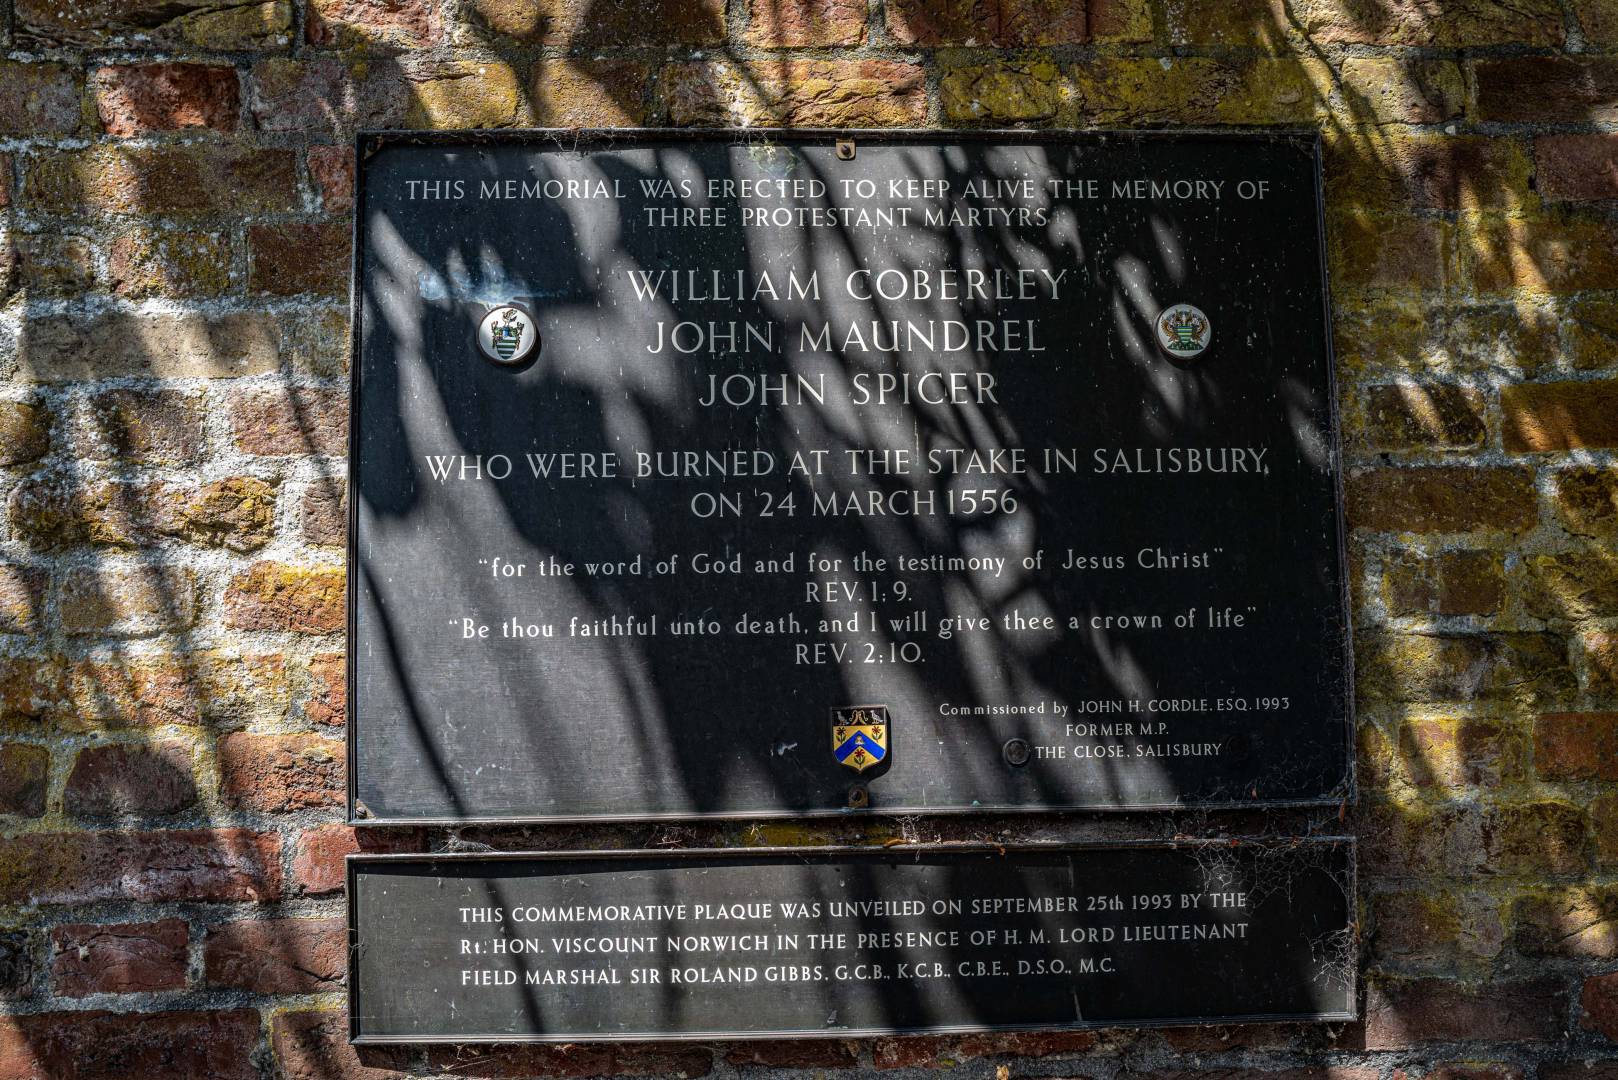 THIS MEMORIAL WAS ERECTED TO KEEP ALIVE THE MEMORY OF
THREE PROTESTANT MARTYRS
WILLIAM COBERLEY
JOHN MAUNDREL
JOHN SPICER
WHO WERE BURNED AT THE STAKE IN SALISBURY,
ON 24 MARCH 1556
“for the word of God and for the testimony of Jesus Christ”
REV. 1:9.
“Be thou faithful unto death, and I will give thee a crown of life”
REV. 2:10.
Commissioned by JOHN H. CORDLE. ESQ. 1993
FORMER M.P.
THE CLOSE, SALISBURY
THIS COMMEMORATIVE PLAQUE WAS UNVEILED ON SEPTEMBER 25th 1993 BY THE
Rt. HON. VISCOUNT NORWICH IN THE PRESENCE OF H. M. LORD LIEUTENANT
FIELD MARSHAL SIR ROLAND GIBBS. G.C.B., K.C.B., C.B.E., D.S.O., M.C.